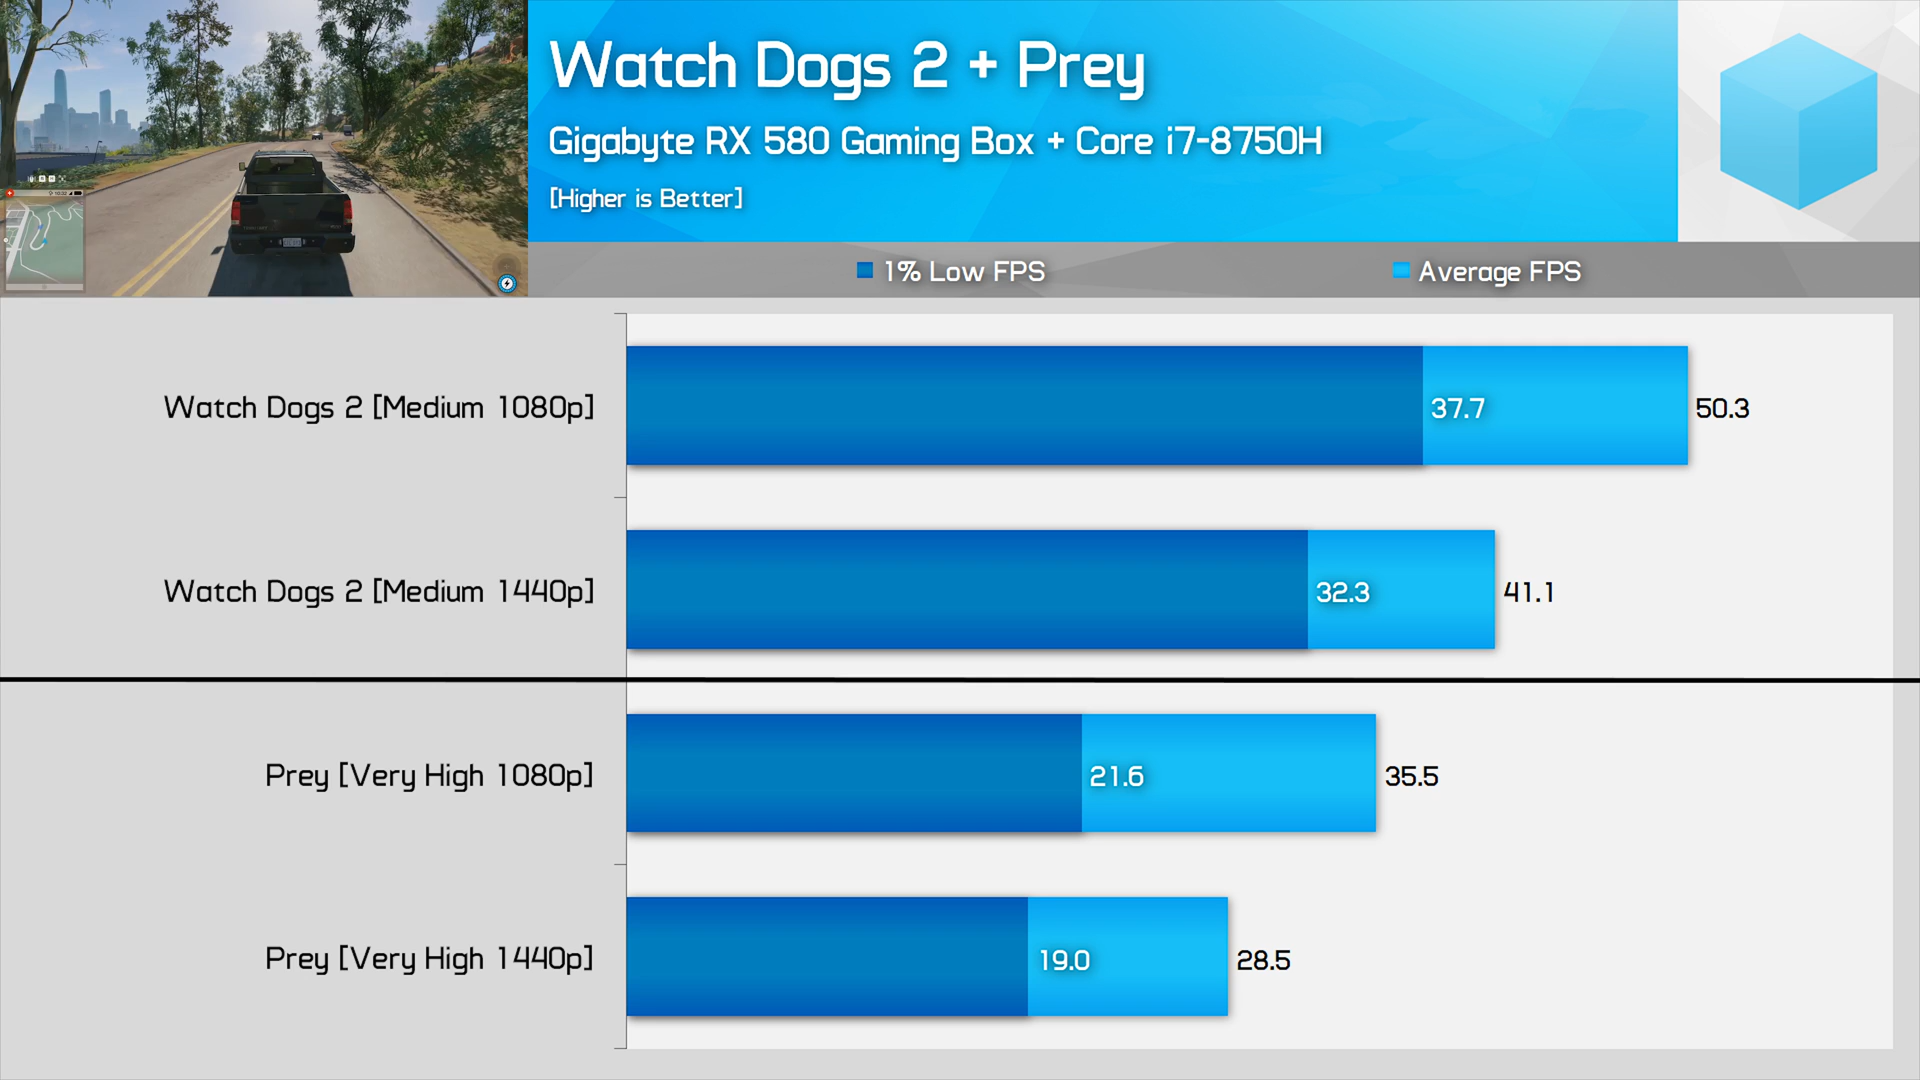 Watch Dogs 2 + Prey
Gigabyte RX 580 Gaming Box + Core i7-8750H
[Higher is Better]
1% Low FPS
Average FPS
Watch Dogs 2 [Medium 1080p]
37.7
50.3
Watch Dogs 2 [Medium 1440p]
32.3
41.1
Prey [Very High 1080p]
21.6
35.5
Prey [Very High 1440p]
19.0
28.5